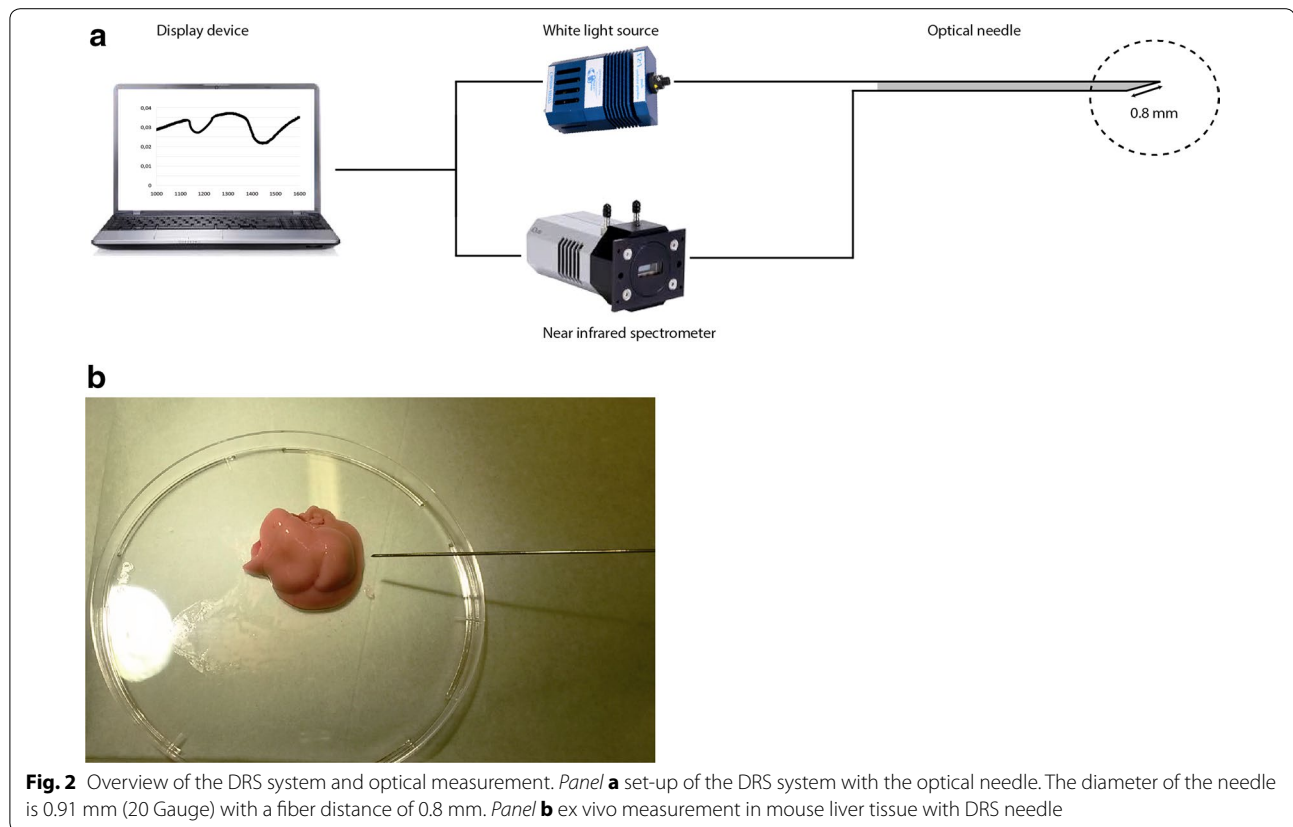 a
Display device
White light source
Optical needle
0,04
0,03
0,02
0,01
0
1000 1100 1200 1300 1400 1500 1600
0.8 mm
Near infrared spectrometer
b
Fig. 2 Overview of the DRS system and optical measurement. Panel a set-up of the DRS system with the optical needle. The diameter of the needle
is 0.91 mm (20 Gauge) with a fiber distance of 0.8 mm. Panel b ex vivo measurement in mouse liver tissue with DRS needle